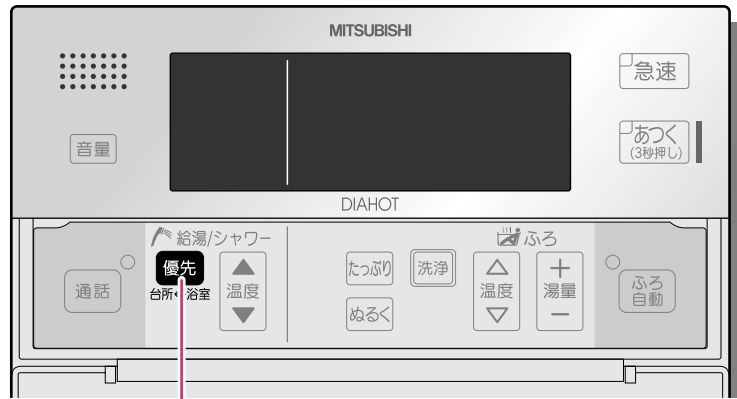 MITSUBISHI
急速
音量
あつく
(3秒押し)
DIAHOT
給湯/シャワー
ふろ
通話
優先
台所⇔浴室
温度
たっぷり
洗浄
ぬるく
温度
湯量
ふろ
自動